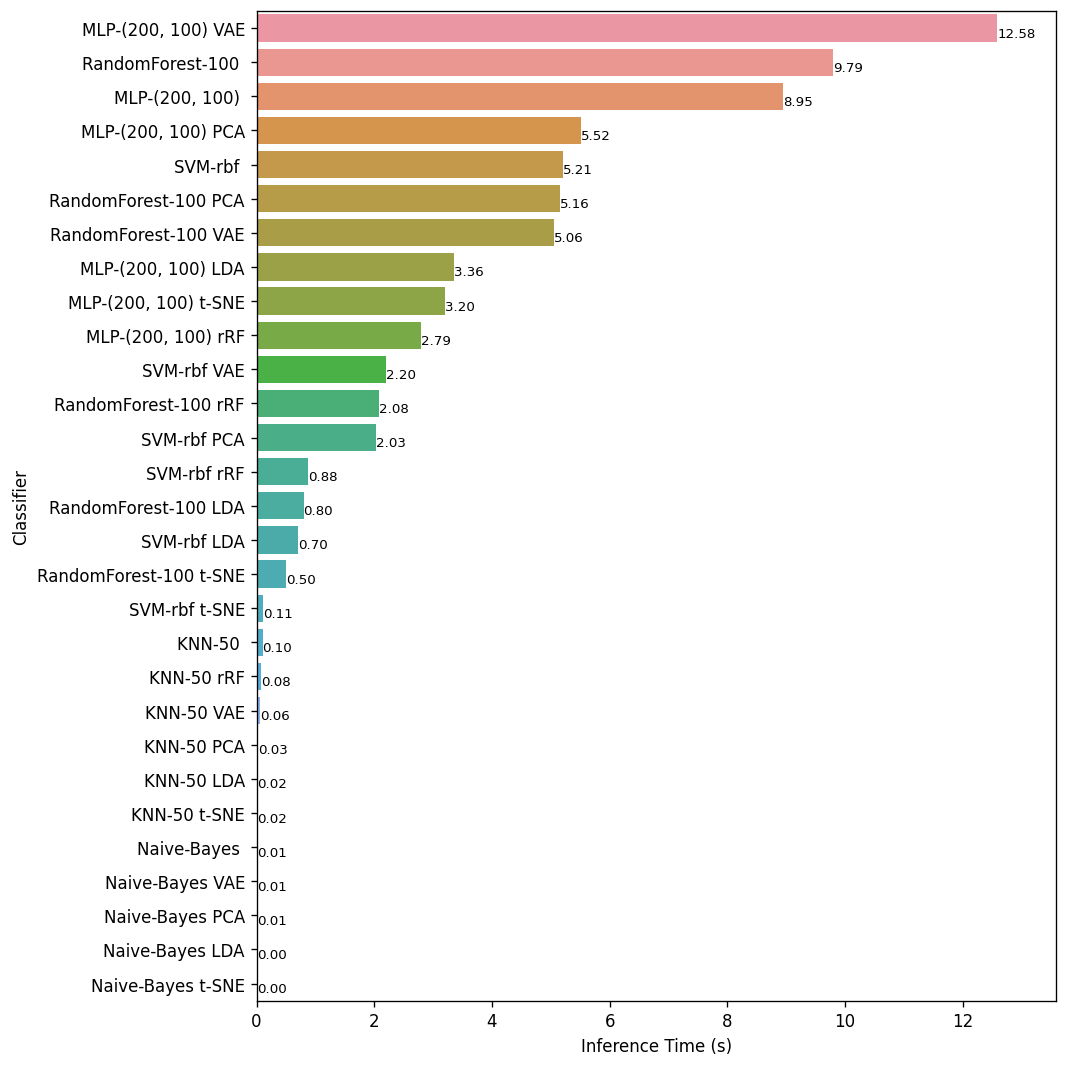 MLP-(200, 100) VAE 12.58
RandomForest-100 9.79
MLP-(200, 100) 8.95
MLP-(200, 100) PCA 5.52
SVM-rbf 5.21
RandomForest-100 PCA 5.16
RandomForest-100 VAE 5.06
MLP-(200, 100) LDA 3.36
MLP-(200, 100) t-SNE 3.20
MLP-(200, 100) rRF 2.79
SVM-rbf VAE 2.20
RandomForest-100 rRF 2.08
SVM-rbf PCA 2.03
SVM-rbf rRF 0.88
RandomForest-100 LDA 0.80
SVM-rbf LDA 0.70
RandomForest-100 t-SNE 0.50
SVM-rbf t-SNE 0.11
KNN-50 0.10
KNN-50 rRF 0.08
KNN-50 VAE 0.06
KNN-50 PCA 0.03
KNN-50 LDA 0.02
KNN-50 t-SNE 0.02
Naive-Bayes 0.01
Naive-Bayes VAE 0.01
Naive-Bayes PCA 0.01
Naive-Bayes LDA 0.00
Naive-Bayes t-SNE 0.00
Classifier
0 2 4 6 8 10 12
Inference Time (s)